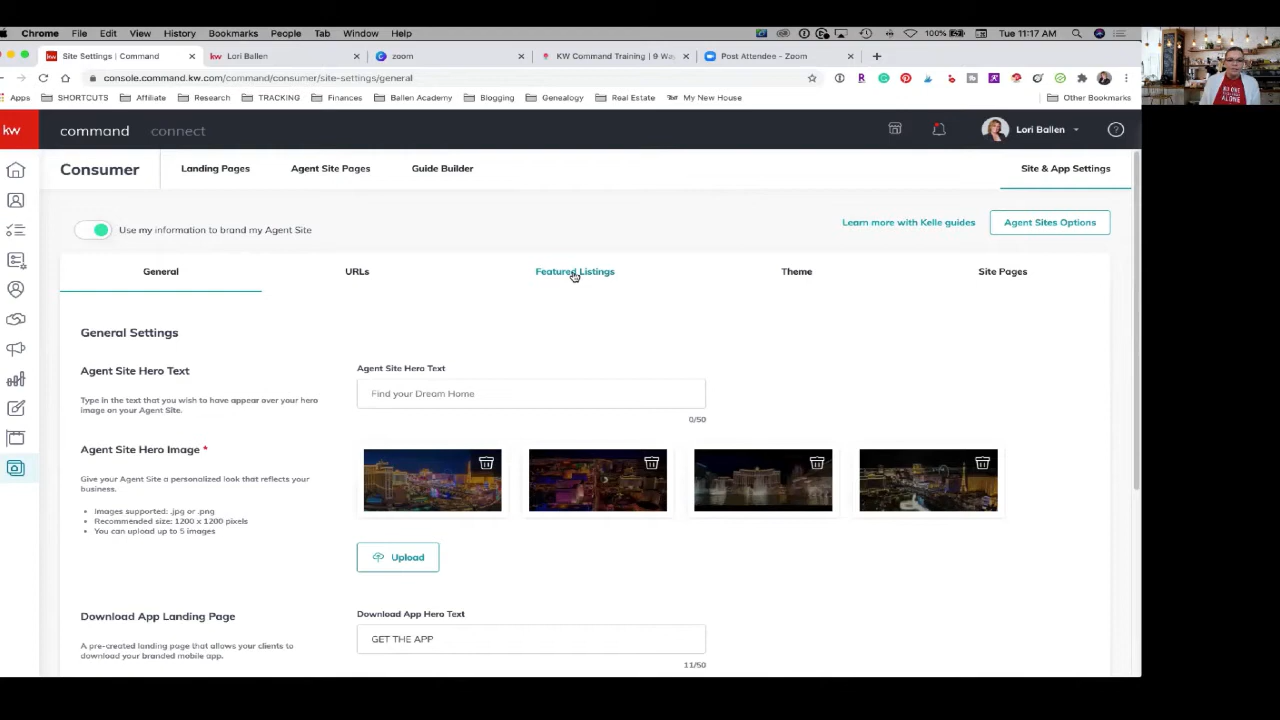 Chrome File Edit View History Bookmarks People Tab Window Help 100% Tue 11:17 AM
kw Site Settings | Command × kw Lori Ballen × zoom × KW Command Training | 9 Wa × Post Attendee - Zoom × +
console.command.kw.com/command/consumer/site-settings/general
Apps SHORTCUTS Affiliate Research TRACKING Finances Ballen Academy Blogging Genealogy Real Estate My New House Other Bookmarks
kw command connect Lori Ballen ?
Consumer Landing Pages Agent Site Pages Guide Builder Site & App Settings
Use my information to brand my Agent Site Learn more with Kelle guides Agent Sites Options
General URLs Featured Listings Theme Site Pages
General Settings
Agent Site Hero Text
Type in the text that you wish to have appear over your hero
image on your Agent Site.
Agent Site Hero Text
Find your Dream Home
0/50
Agent Site Hero Image *
Give your Agent Site a personalized look that reflects your
business.
Images supported: .jpg or .png
Recommended size: 1200 x 1200 pixels
You can upload up to 5 images
Upload
Download App Landing Page
A pre-created landing page that allows your clients to
download your branded mobile app.
Download App Hero Text
GET THE APP
11/50